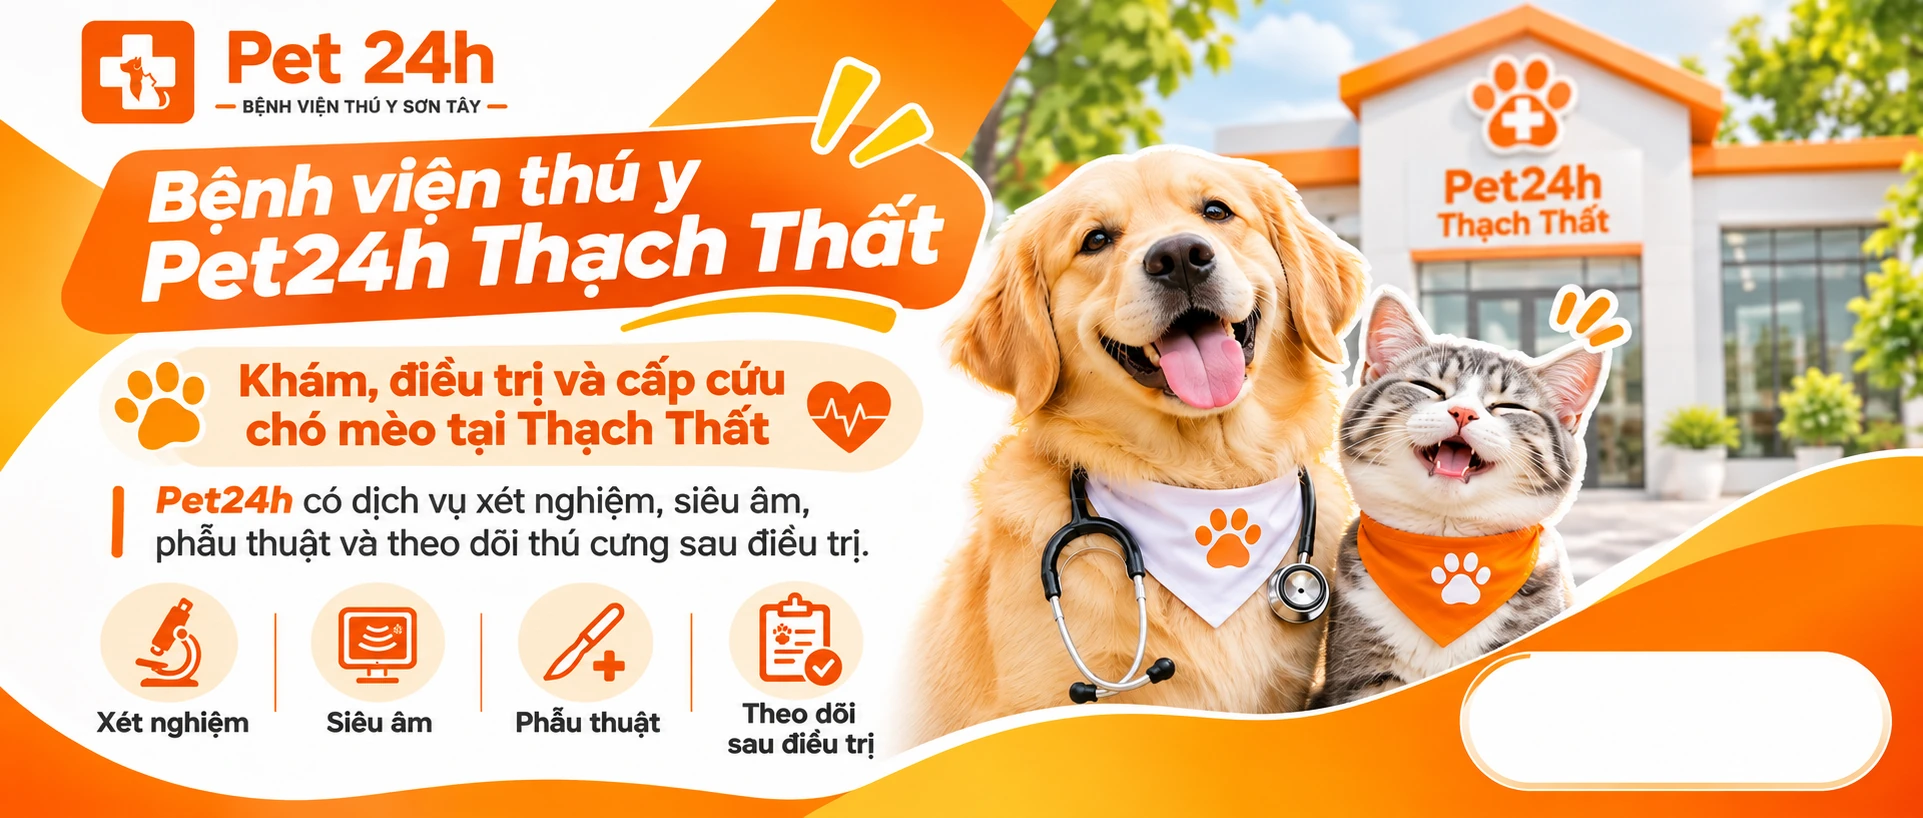 Pet 24h
BỆNH VIỆN THÚ Y SƠN TÂY
Bệnh viện thú y
Pet24h Thạch Thất
Khám, điều trị và cấp cứu
chó mèo tại Thạch Thất
Pet24h có dịch vụ xét nghiệm, siêu âm,
phẫu thuật và theo dõi thú cưng sau điều trị.
Xét nghiệm
Siêu âm
Phẫu thuật
Theo dõi
sau điều trị
Pet24h
Thạch Thất